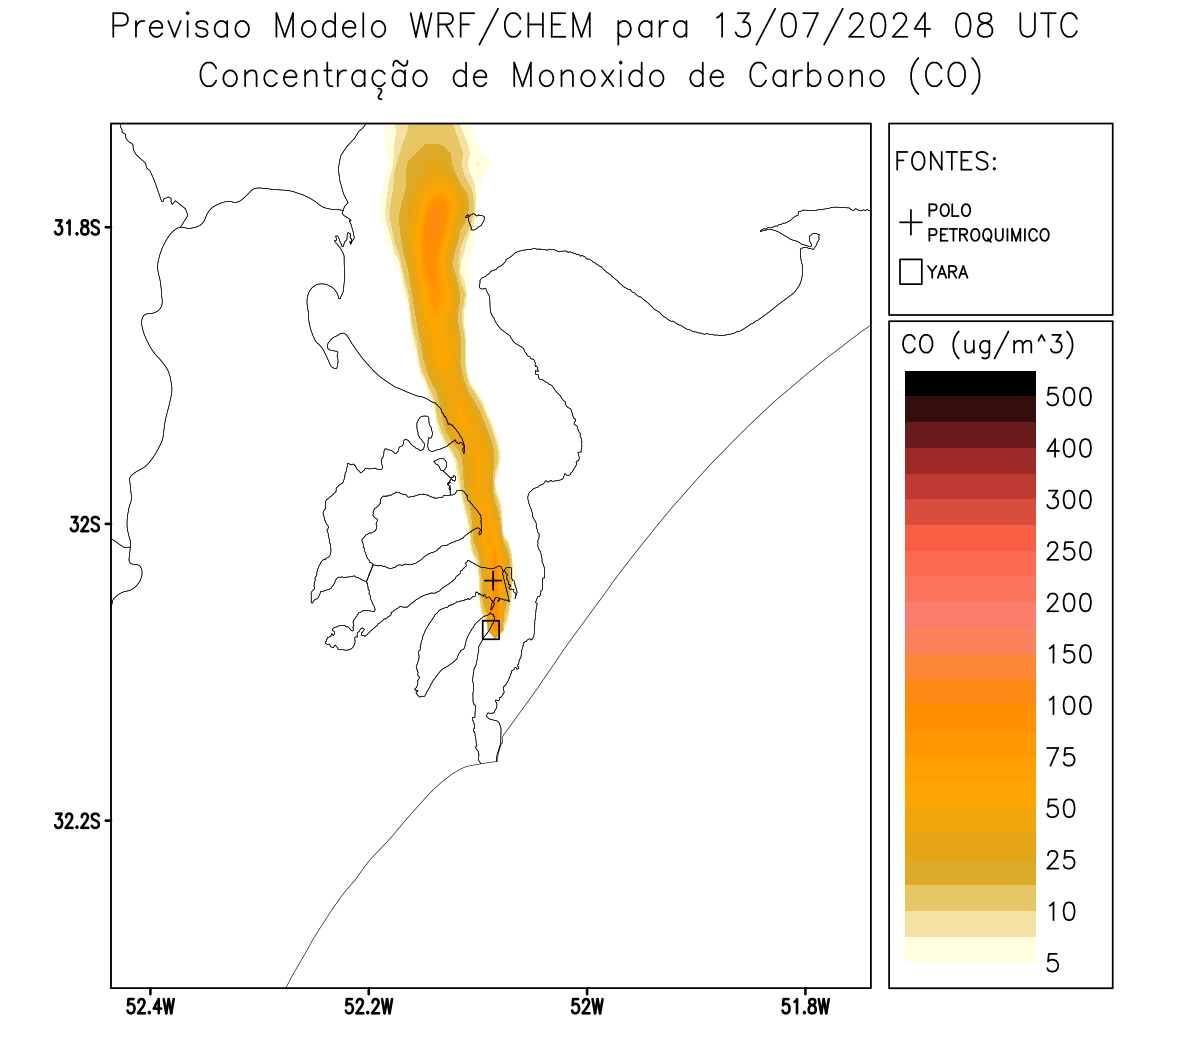 Previsao Modelo WRF/CHEM para 13/07/2024 08 UTC
Concentração de Monoxido de Carbono (CO)
FONTES:
POLO
PETROQUIMICO
YARA
CO (ug/m^3)
500
400
300
250
200
150
100
75
50
25
10
5
31.8S
32S
32.2S
52.4W
52.2W
52W
51.8W